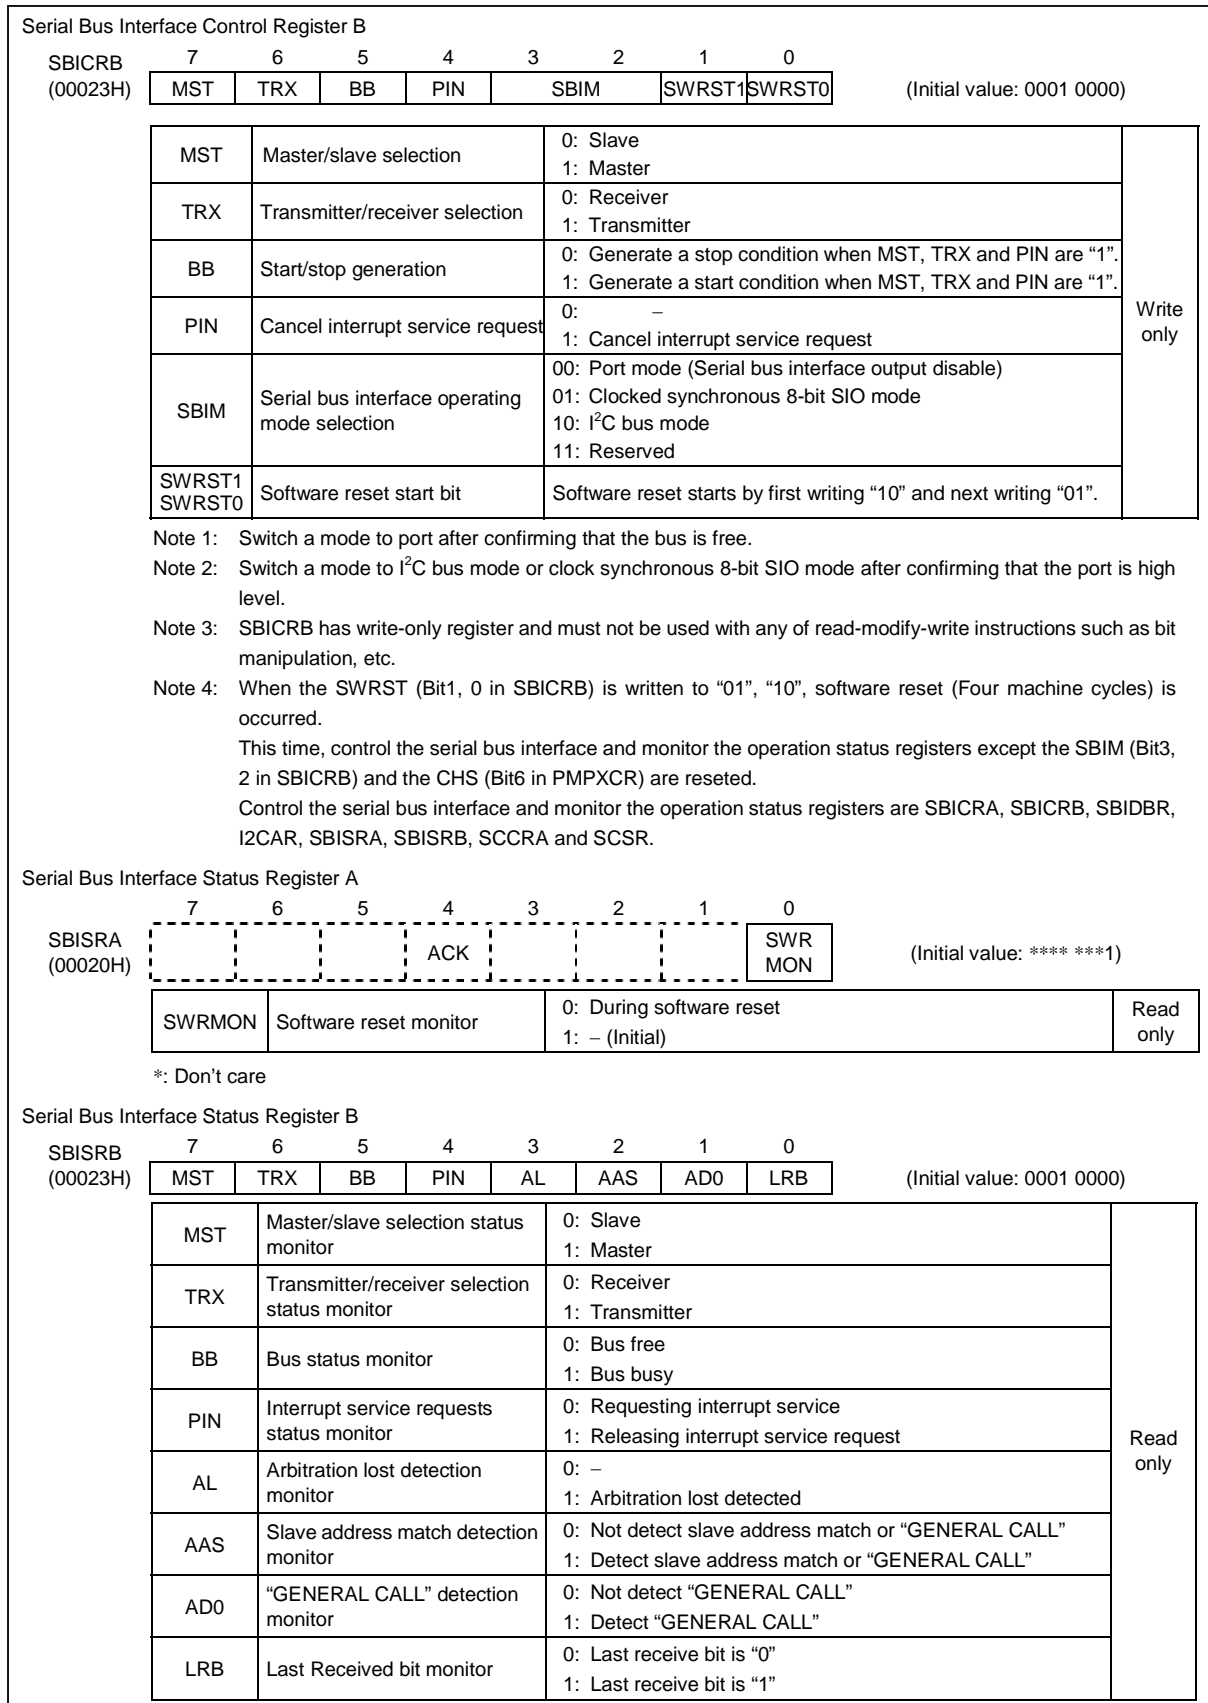 Serial Bus Interface Control Register B
SBICRB
(00023H)
7 6 5 4 3 2 1 0
MST TRX BB PIN SBIM SWRST1 SWRST0
(Initial value: 0001 0000)
MST
Master/slave selection
0: Slave
1: Master
TRX
Transmitter/receiver selection
0: Receiver
1: Transmitter
BB
Start/stop generation
0: Generate a stop condition when MST, TRX and PIN are “1”.
1: Generate a start condition when MST, TRX and PIN are “1”.
PIN
Cancel interrupt service request
0: −
1: Cancel interrupt service request
SBIM
Serial bus interface operating
mode selection
00: Port mode (Serial bus interface output disable)
01: Clocked synchronous 8-bit SIO mode
10: I²C bus mode
11: Reserved
SWRST1
SWRST0
Software reset start bit
Software reset starts by first writing “10” and next writing “01”.
Write
only
Note 1: Switch a mode to port after confirming that the bus is free.
Note 2: Switch a mode to I²C bus mode or clock synchronous 8-bit SIO mode after confirming that the port is high
level.
Note 3: SBICRB has write-only register and must not be used with any of read-modify-write instructions such as bit
manipulation, etc.
Note 4: When the SWRST (Bit1, 0 in SBICRB) is written to “01”, “10”, software reset (Four machine cycles) is
occurred.
This time, control the serial bus interface and monitor the operation status registers except the SBIM (Bit3,
2 in SBICRB) and the CHS (Bit6 in PMPXCR) are reseted.
Control the serial bus interface and monitor the operation status registers are SBICRA, SBICRB, SBIDBR,
I2CAR, SBISRA, SBISRB, SCCRA and SCSR.
Serial Bus Interface Status Register A
SBISRA
(00020H)
7 6 5 4 3 2 1 0
ACK
SWR
MON
(Initial value: **** ***1)
SWRMON
Software reset monitor
0: During software reset
1: − (Initial)
Read
only
*: Don’t care
Serial Bus Interface Status Register B
SBISRB
(00023H)
7 6 5 4 3 2 1 0
MST TRX BB PIN AL AAS AD0 LRB
(Initial value: 0001 0000)
MST
Master/slave selection status
monitor
0: Slave
1: Master
TRX
Transmitter/receiver selection
status monitor
0: Receiver
1: Transmitter
BB
Bus status monitor
0: Bus free
1: Bus busy
PIN
Interrupt service requests
status monitor
0: Requesting interrupt service
1: Releasing interrupt service request
AL
Arbitration lost detection
monitor
0: −
1: Arbitration lost detected
AAS
Slave address match detection
monitor
0: Not detect slave address match or “GENERAL CALL”
1: Detect slave address match or “GENERAL CALL”
AD0
“GENERAL CALL” detection
monitor
0: Not detect “GENERAL CALL”
1: Detect “GENERAL CALL”
LRB
Last Received bit monitor
0: Last receive bit is “0”
1: Last receive bit is “1”
Read
only